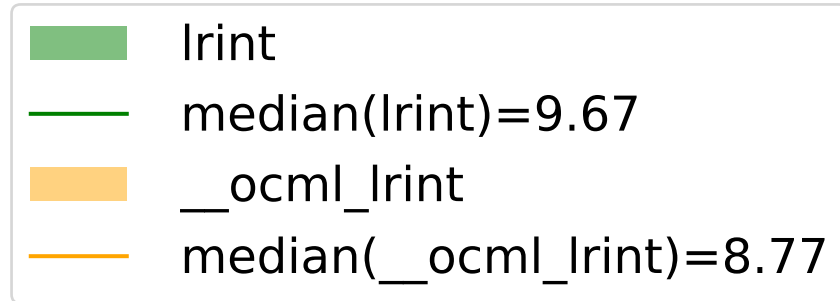 lrint
median(lrint)=9.67
__ocml_lrint
median(__ocml_lrint)=8.77